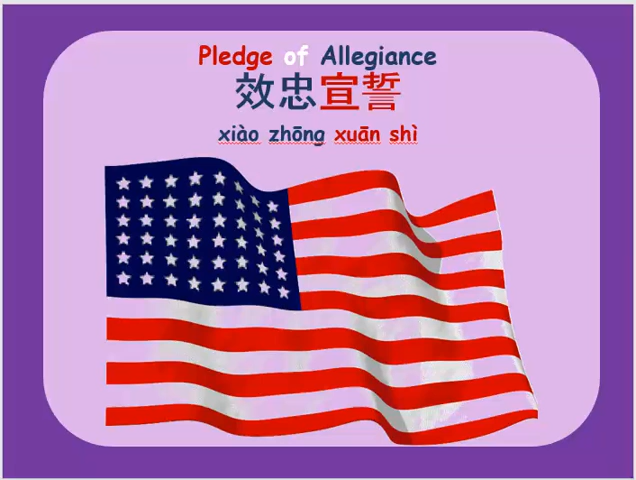 Pledge of Allegiance
效忠宣誓
xiào zhōng xuān shì